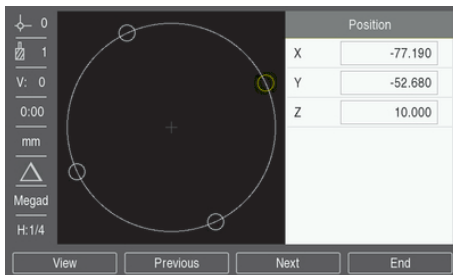 0
Position
1
X -77.190
V: 0
Y -52.680
0:00
Z 10.000
mm
Megad
H:1/4
View Previous Next End